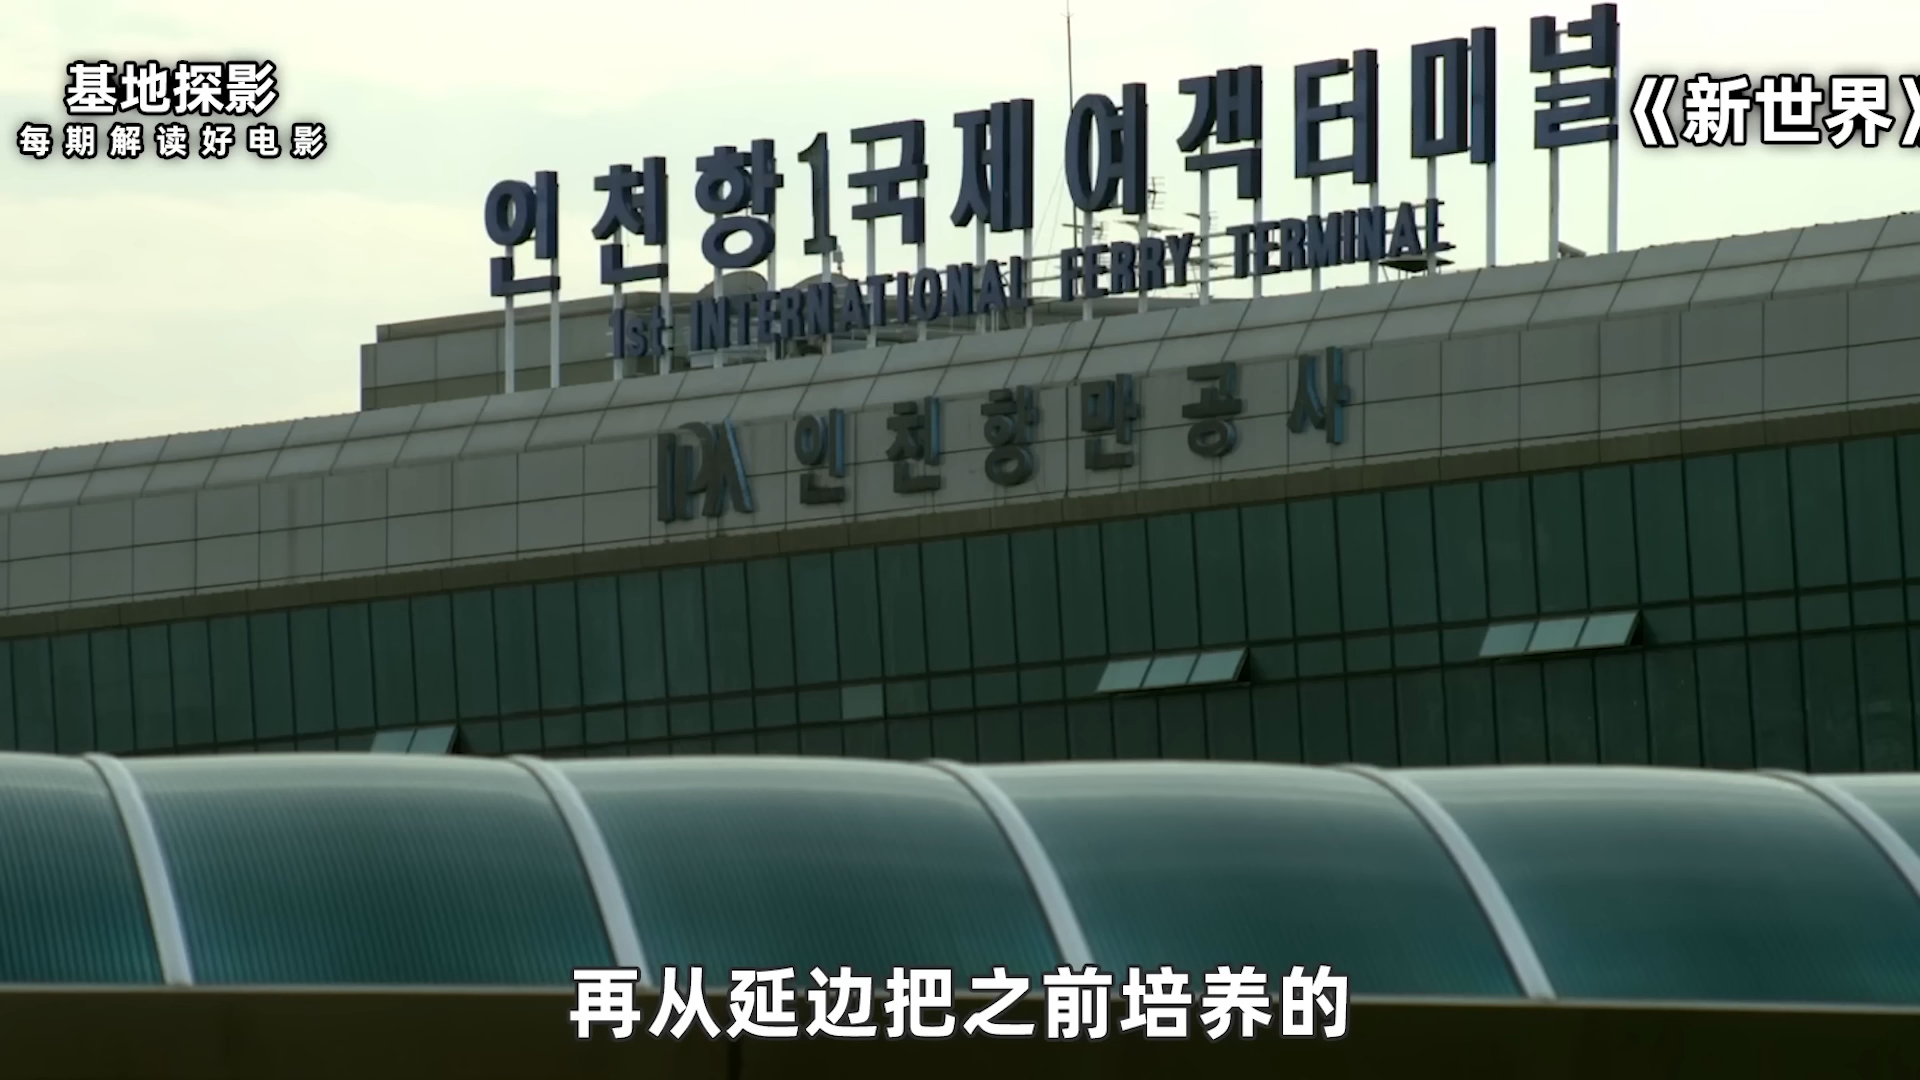 基地探影
每期解读好电影
《新世界》
인천항1국제여객터미널
1st INTERNATIONAL FERRY TERMINAL
IPA 인천항만공사
再从延边把之前培养的